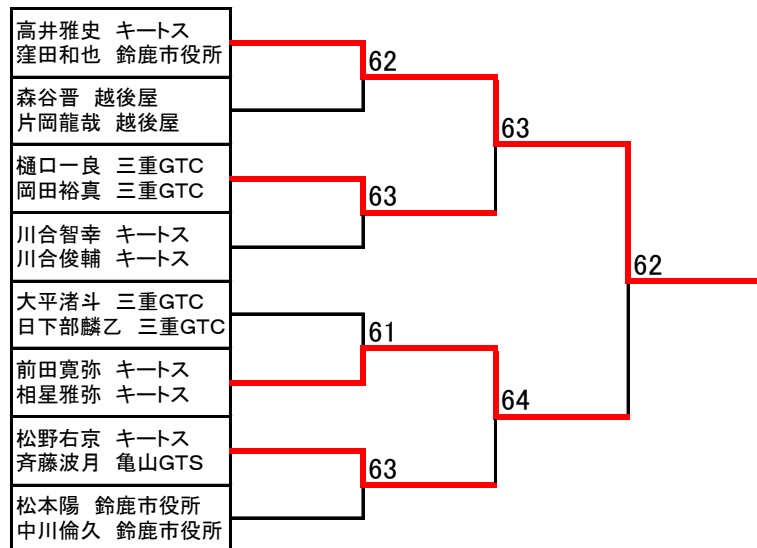 高井雅史 キートス
窪田和也 鈴鹿市役所
森谷晋 越後屋
片岡龍哉 越後屋
樋口一良 三重GTC
岡田裕真 三重GTC
川合智幸 キートス
川合俊輔 キートス
大平渚斗 三重GTC
日下部麟乙 三重GTC
前田寛弥 キートス
相星雅弥 キートス
松野右京 キートス
斉藤波月 亀山GTS
松本陽 鈴鹿市役所
中川倫久 鈴鹿市役所
62
63
61
63
63
64
62